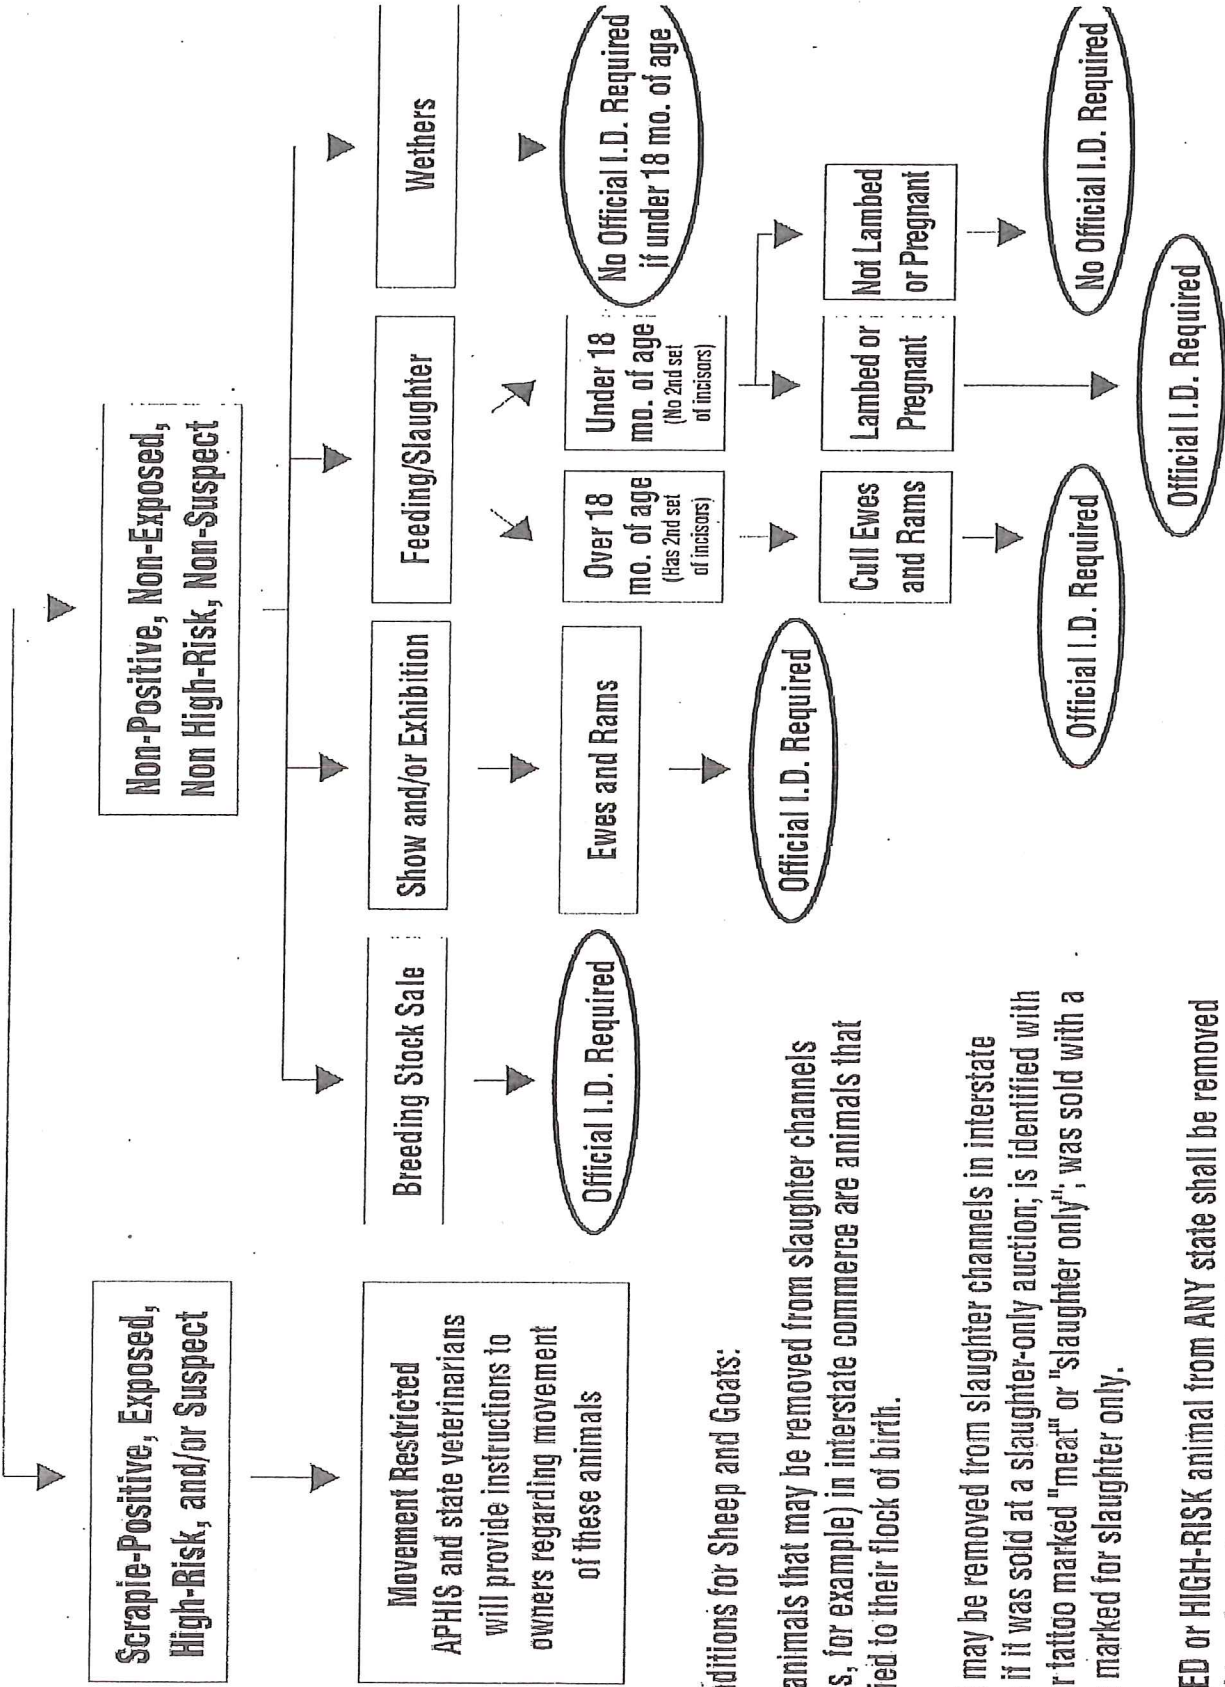 Scrapie-Positive, Exposed,
High-Risk, and/or Suspect
Movement Restricted
APHIS and state veterinarians
will provide instructions to
owners regarding movement
of these animals
Non-Positive, Non-Exposed,
Non High-Risk, Non-Suspect
Breeding Stock Sale
Official I.D. Required
Show and/or Exhibition
Ewes and Rams
Official I.D. Required
Feeding/Slaughter
Over 18
mo. of age
(Has 2nd set
of incisors)
Cull Ewes
and Rams
Official I.D. Required
Under 18
mo. of age
(No 2nd set
of incisors)
Lambed or
Pregnant
Official I.D. Required
Not Lambed
or Pregnant
No Official I.D. Required
Wethers
No Official I.D. Required
if under 18 mo. of age
ditions for Sheep and Goats:
animals that may be removed from slaughter channels
s, for example) in interstate commerce are animals that
ied to their flock of birth.
may be removed from slaughter channels in interstate
if it was sold at a slaughter-only auction; is identified with
r tattoo marked "meat" or "slaughter only"; was sold with a
marked for slaughter only.
ED or HIGH-RISK animal from ANY state shall be removed